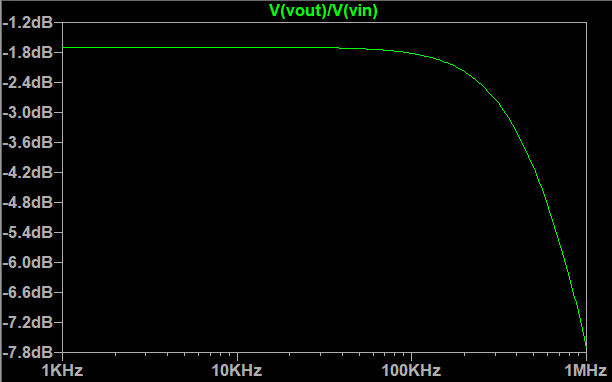 V(vout)/V(vin)
-1.2dB
-1.8dB
-2.4dB
-3.0dB
-3.6dB
-4.2dB
-4.8dB
-5.4dB
-6.0dB
-6.6dB
-7.2dB
-7.8dB
1KHz 10KHz 100KHz 1MHz